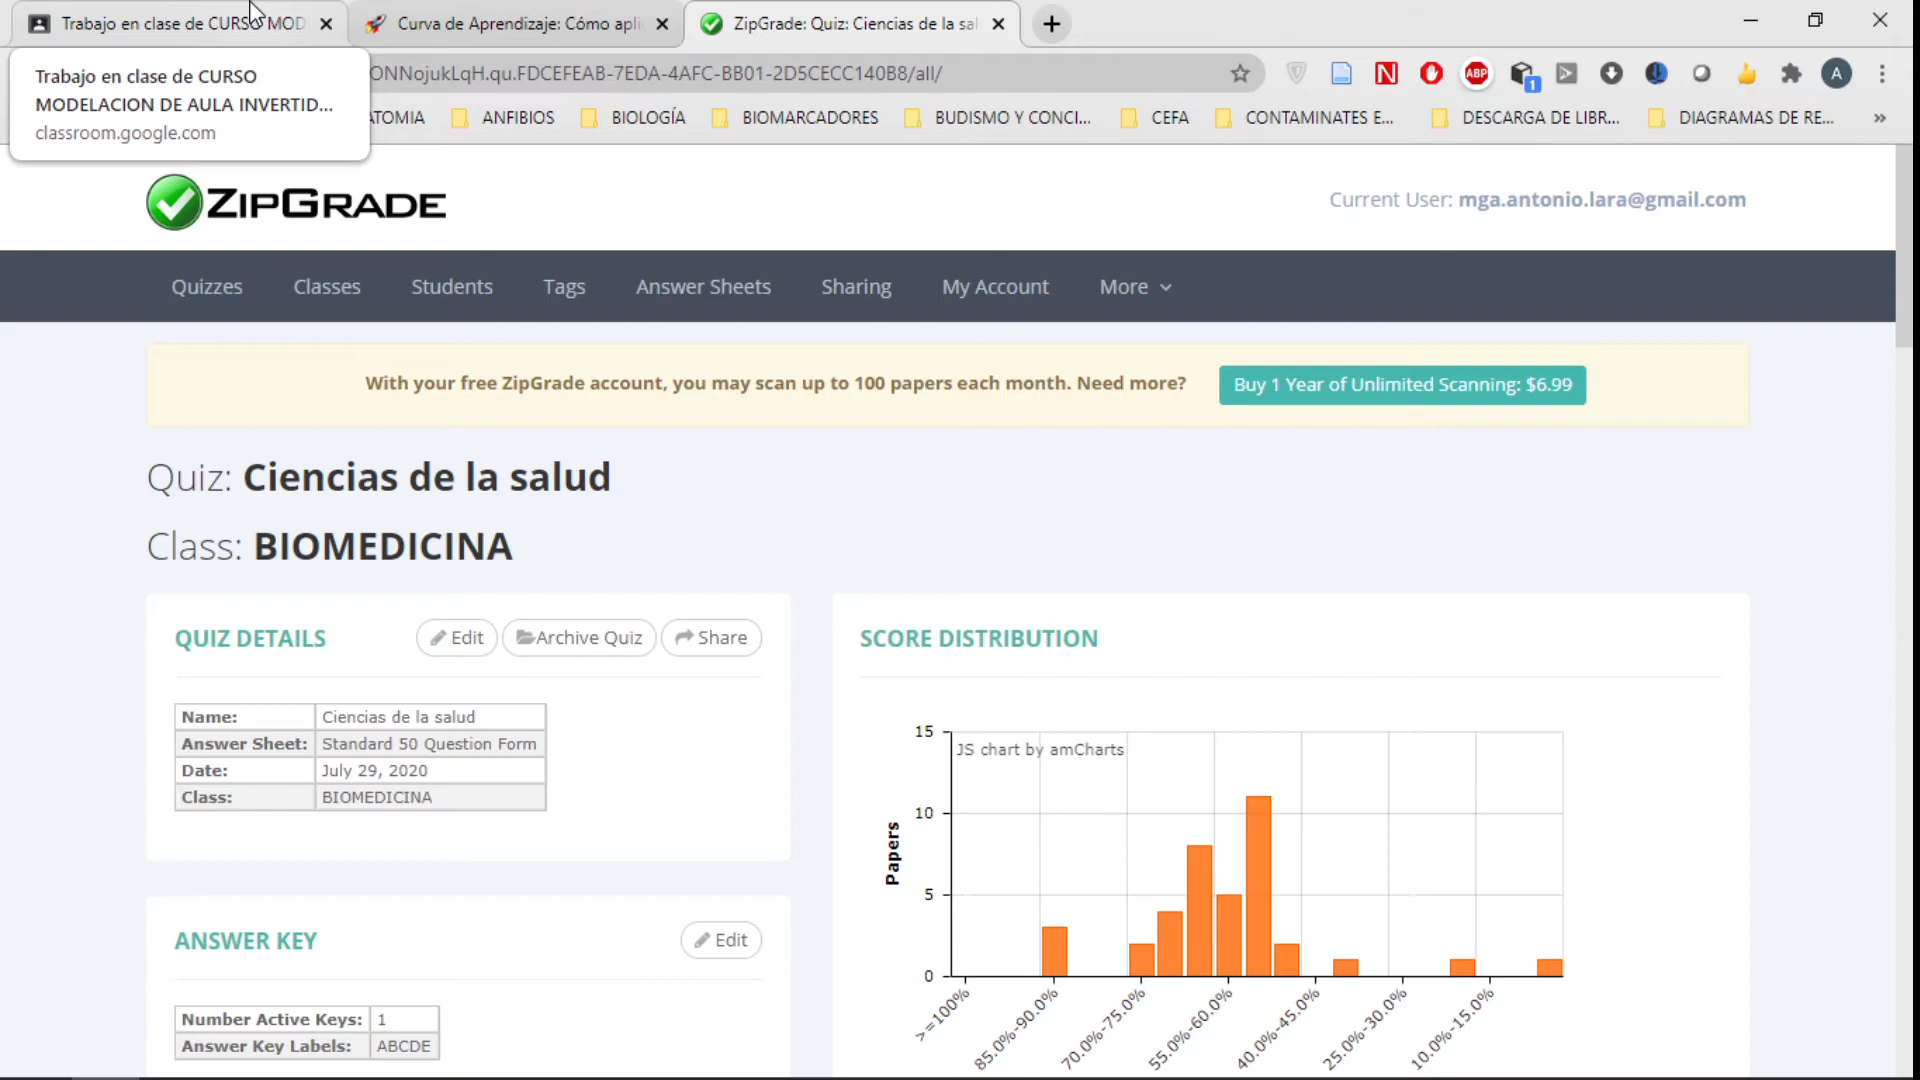 Trabajo en clase de CURSO MOD
Curva de Aprendizaje: Cómo apli
ZipGrade: Quiz: Ciencias de la sal
Trabajo en clase de CURSO
MODELACION DE AULA INVERTID...
classroom.google.com
ONNojukLqH.qu.FDCEFEAB-7EDA-4AFC-BB01-2D5CECC140B8/all/
N
ABP
1
A
ATOMIA
ANFIBIOS
BIOLOGÍA
BIOMARCADORES
BUDISMO Y CONCI...
CEFA
CONTAMINATES E...
DESCARGA DE LIBR...
DIAGRAMAS DE RE...
»
ZIPGRADE
Current User: mga.antonio.lara@gmail.com
Quizzes
Classes
Students
Tags
Answer Sheets
Sharing
My Account
More
With your free ZipGrade account, you may scan up to 100 papers each month. Need more?
Buy 1 Year of Unlimited Scanning: $6.99
Quiz: Ciencias de la salud
Class: BIOMEDICINA
QUIZ DETAILS
Edit
Archive Quiz
Share
Name: Ciencias de la salud
Answer Sheet: Standard 50 Question Form
Date: July 29, 2020
Class: BIOMEDICINA
ANSWER KEY
Edit
Number Active Keys: 1
Answer Key Labels: ABCDE
SCORE DISTRIBUTION
JS chart by amCharts
Papers
15
10
5
0
>=100%
85.0%-90.0%
70.0%-75.0%
55.0%-60.0%
40.0%-45.0%
25.0%-30.0%
10.0%-15.0%